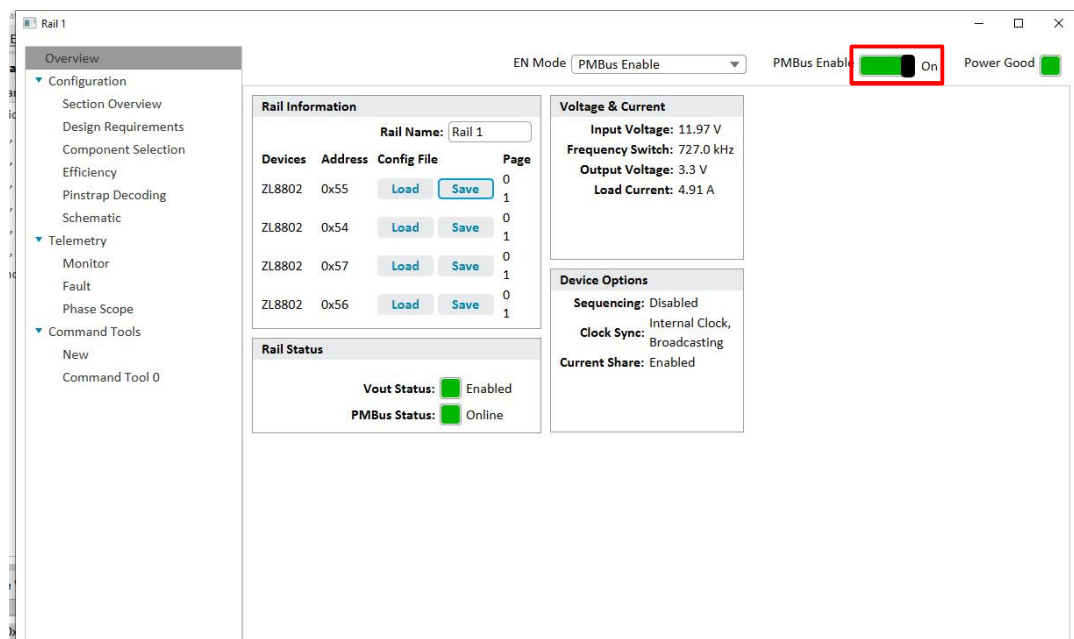 Rail 1
Overview
Configuration
Section Overview
Design Requirements
Component Selection
Efficiency
Pinstrap Decoding
Schematic
Telemetry
Monitor
Fault
Phase Scope
Command Tools
New
Command Tool 0
EN Mode PMBus Enable
PMBus Enable On
Power Good
Rail Information
Rail Name: Rail 1
Devices Address Config File Page
ZL8802 0x55 Load Save 0
1
ZL8802 0x54 Load Save 0
1
ZL8802 0x57 Load Save 0
1
ZL8802 0x56 Load Save 0
1
Rail Status
Vout Status: Enabled
PMBus Status: Online
Voltage & Current
Input Voltage: 11.97 V
Frequency Switch: 727.0 kHz
Output Voltage: 3.3 V
Load Current: 4.91 A
Device Options
Sequencing: Disabled
Clock Sync: Internal Clock,
Broadcasting
Current Share: Enabled